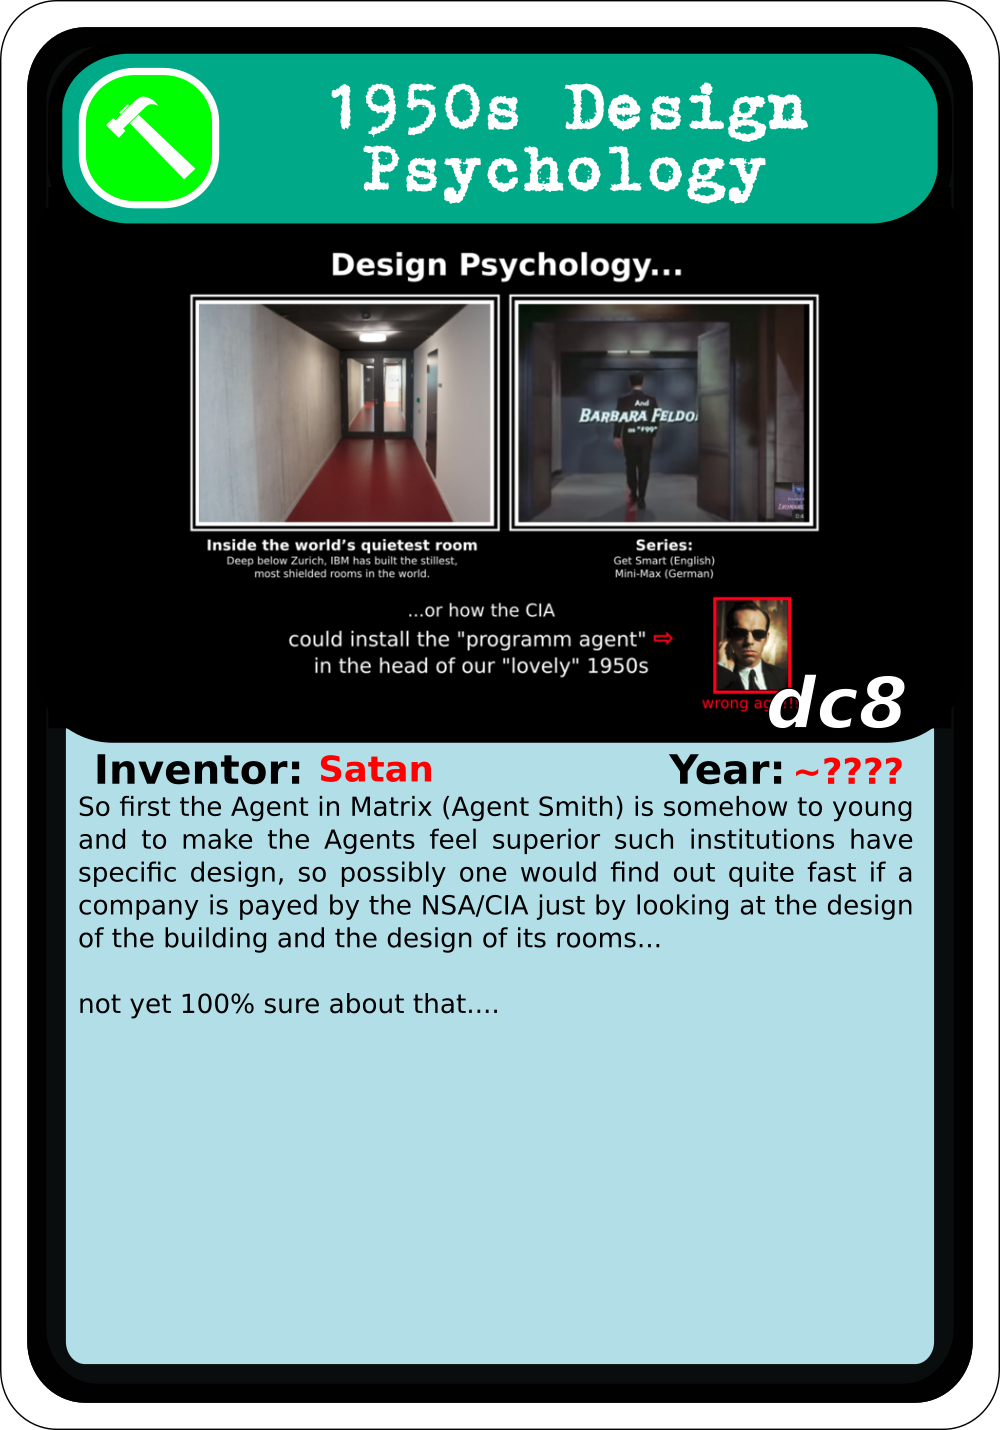 1950s Design
Psychology
Design Psychology...
And
BARBARA FELDO
as "99"
Inside the world’s quietest room
Deep below Zurich, IBM has built the stillest,
most shielded rooms in the world.
Series:
Get Smart (English)
Mini-Max (German)
...or how the CIA
could install the "programm agent" ⇨
in the head of our "lovely" 1950s
wrong
dc8
Inventor: Satan
Year: ~????
So first the Agent in Matrix (Agent Smith) is somehow to young
and to make the Agents feel superior such institutions have
specific design, so possibly one would find out quite fast if a
company is payed by the NSA/CIA just by looking at the design
of the building and the design of its rooms...
not yet 100% sure about that....